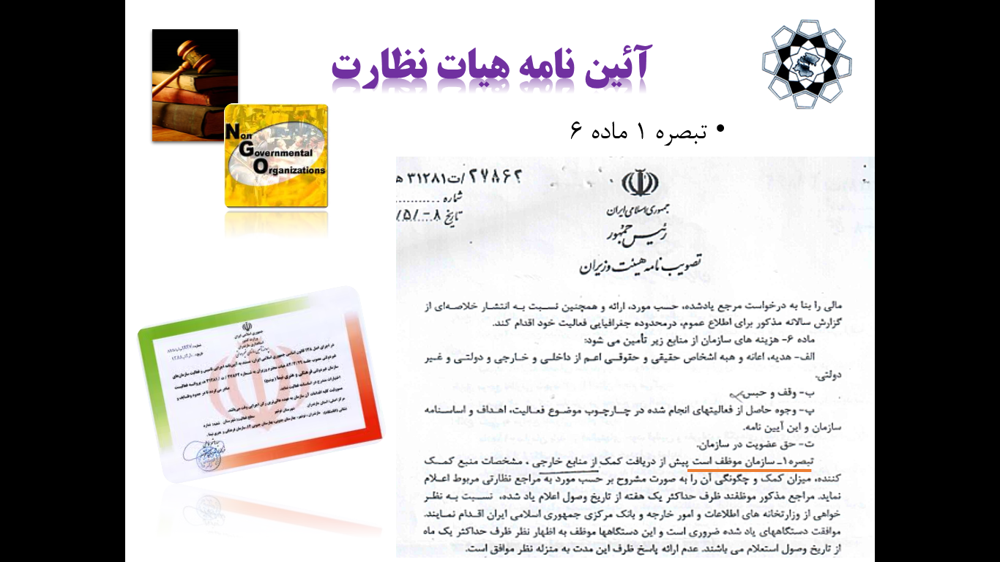 آئین نامه هیات نظارت
• تبصره ۱ ماده ۶
Non
Governmental
Organizations
۲۷۸۶۲/ت۳۱۲۸۱ه
شماره ............
تاریخ ۸-/۵/
جمهوری اسلامی ایران
رئیس جمهور
تصویب نامه هیئت وزیران
مالی را بنا به درخواست مرجع یادشده، حسب مورد، ارائه و همچنین نسبت به انتشار خلاصه‌ای از
گزارش سالانه مذکور برای اطلاع عموم، درمحدوده جغرافیایی فعالیت خود اقدام کند.
ماده ۶- هزینه های سازمان از منابع زیر تأمین می شود:
الف- هدیه، اعانه و هبه اشخاص حقیقی و حقوقی اعم از داخلی و خارجی و دولتی و غیر
دولتی.
ب- وقف و حبس.
پ- وجوه حاصل از فعالیتهای انجام شده در چارچوب موضوع فعالیت، اهداف و اساسنامه
سازمان و این آیین نامه.
ت- حق عضویت در سازمان.
تبصره۱ـ سازمان موظف است پیش از دریافت کمک از منابع خارجی ، مشخصات منبع کمک
کننده، میزان کمک و چگونگی آن را به صورت مشروح بر حسب مورد به مراجع نظارتی مربوط اعلام
نماید. مراجع مذکور موظفند ظرف حداکثر یک هفته از تاریخ وصول اعلام یاد شده، نسبت به نظر
خواهی از وزارتخانه های اطلاعات و امور خارجه و بانک مرکزی جمهوری اسلامی ایران اقدام نمایند.
موافقت دستگاههای یاد شده ضروری است و این دستگاهها موظف به اظهار نظر ظرف حداکثر یک ماه
از تاریخ وصول استعلام می باشند. عدم ارائه پاسخ ظرف این مدت به منزله نظر موافق است.
جمهوری اسلامی ایران
وزارت کشور
استانداری مازندران